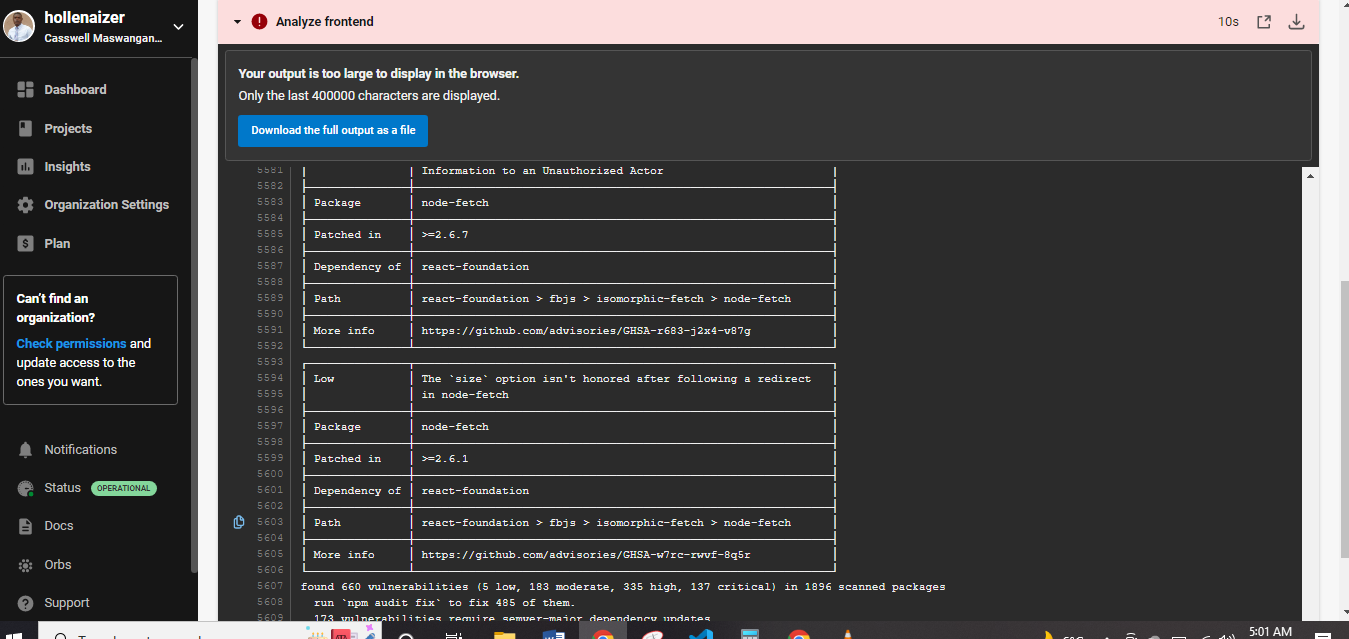 hollenaizer
Casswell Maswangan...
Dashboard
Projects
Insights
Organization Settings
Plan
Can't find an
organization?
Check permissions and
update access to the
ones you want.
Notifications
Status OPERATIONAL
Docs
Orbs
Support
Analyze frontend
10s
Your output is too large to display in the browser.
Only the last 400000 characters are displayed.
Download the full output as a file
5581 Information to an Unauthorized Actor
5582
5583 Package node-fetch
5584
5585 Patched in >=2.6.7
5586
5587 Dependency of react-foundation
5588
5589 Path react-foundation > fbjs > isomorphic-fetch > node-fetch
5590
5591 More info https://github.com/advisories/GHSA-r683-j2x4-v87g
5592
5593
5594 Low The `size` option isn't honored after following a redirect
5595 in node-fetch
5596
5597 Package node-fetch
5598
5599 Patched in >=2.6.1
5600
5601 Dependency of react-foundation
5602
5603 Path react-foundation > fbjs > isomorphic-fetch > node-fetch
5604
5605 More info https://github.com/advisories/GHSA-w7rc-rwvf-8q5r
5606
5607 found 660 vulnerabilities (5 low, 183 moderate, 335 high, 137 critical) in 1896 scanned packages
5608 run `npm audit fix` to fix 485 of them.
5609 173 vulnerabilities require semver-major dependency updates
5:01 AM